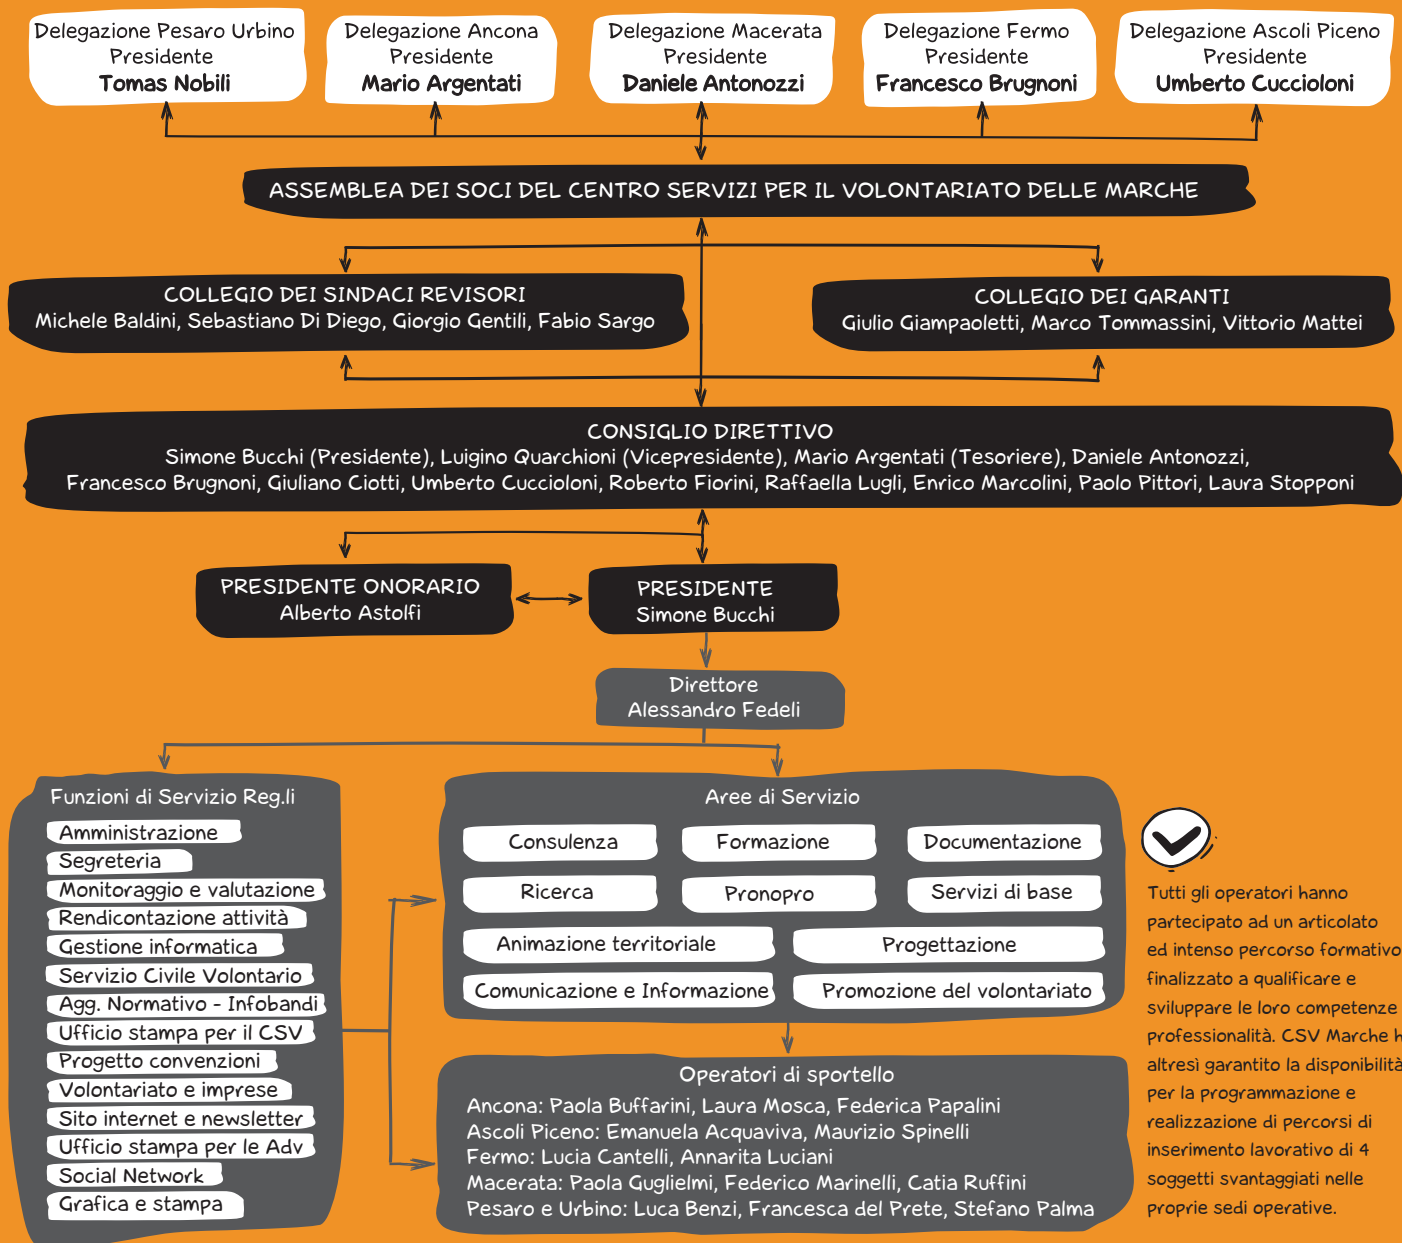 Delegazione Pesaro Urbino
Presidente
Tomas Nobili
Delegazione Ancona
Presidente
Mario Argentati
Delegazione Macerata
Presidente
Daniele Antonozzi
Delegazione Fermo
Presidente
Francesco Brugnoni
Delegazione Ascoli Piceno
Presidente
Umberto Cuccioloni
ASSEMBLEA DEI SOCI DEL CENTRO SERVIZI PER IL VOLONTARIATO DELLE MARCHE
COLLEGIO DEI SINDACI REVISORI
Michele Baldini, Sebastiano Di Diego, Giorgio Gentili, Fabio Sargo
COLLEGIO DEI GARANTI
Giulio Giampaoletti, Marco Tommassini, Vittorio Mattei
CONSIGLIO DIRETTIVO
Simone Bucchi (Presidente), Luigino Quarchioni (Vicepresidente), Mario Argentati (Tesoriere), Daniele Antonozzi,
Francesco Brugnoni, Giuliano Ciotti, Umberto Cuccioloni, Roberto Fiorini, Raffaella Lugli, Enrico Marcolini, Paolo Pittori, Laura Stopponi
PRESIDENTE ONORARIO
Alberto Astolfi
PRESIDENTE
Simone Bucchi
Direttore
Alessandro Fedeli
Funzioni di Servizio Reg.li
Amministrazione
Segreteria
Monitoraggio e valutazione
Rendicontazione attività
Gestione informatica
Servizio Civile Volontario
Agg. Normativo - Infobandi
Ufficio stampa per il CSV
Progetto convenzioni
Volontariato e imprese
Sito internet e newsletter
Ufficio stampa per le Adv
Social Network
Grafica e stampa
Aree di Servizio
Consulenza
Formazione
Documentazione
Ricerca
Pronopro
Servizi di base
Animazione territoriale
Progettazione
Comunicazione e Informazione
Promozione del volontariato
Operatori di sportello
Ancona: Paola Buffarini, Laura Mosca, Federica Papalini
Ascoli Piceno: Emanuela Acquaviva, Maurizio Spinelli
Fermo: Lucia Cantelli, Annarita Luciani
Macerata: Paola Guglielmi, Federico Marinelli, Catia Ruffini
Pesaro e Urbino: Luca Benzi, Francesca del Prete, Stefano Palma
Tutti gli operatori hanno
partecipato ad un articolato
ed intenso percorso formativo
finalizzato a qualificare e
sviluppare le loro competenze
professionalità. CSV Marche
altresì garantito la disponibilità
per la programmazione e
realizzazione di percorsi di
inserimento lavorativo di 4
soggetti svantaggiati nelle
proprie sedi operative.